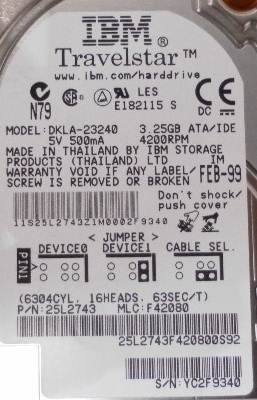 IBM®
Travelstar™
www.ibm.com/harddrive
LES
N79
E182115 S
CE
DC
MODEL: DKLA-23240 3.25GB ATA/IDE
5V 500mA 4200RPM
MADE IN THAILAND BY IBM STORAGE
PRODUCTS (THAILAND) LTD IM
WARRANTY VOID IF ANY LABEL/
SCREW IS REMOVED OR BROKEN
FEB-99
Don't shock/
push cover
11S25L2743Z1M0002F9340
< JUMPER >
DEVICE0 DEVICE1 CABLE SEL.
PIN1
(6304CYL. 16HEADS. 63SEC/T)
P/N:25L2743 MLC:F42080
25L2743F420800S92
S/N:YC2F9340